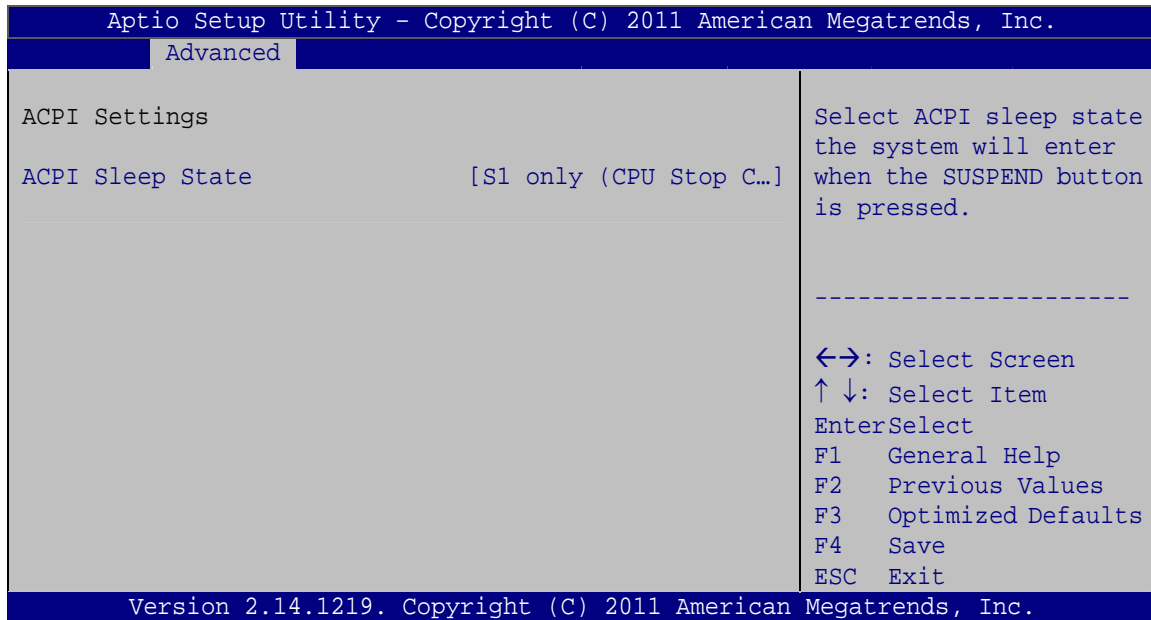 Aptio Setup Utility – Copyright (C) 2011 American Megatrends, Inc.
Advanced
ACPI Settings
ACPI Sleep State [S1 only (CPU Stop C…]
Select ACPI sleep state
the system will enter
when the SUSPEND button
is pressed.
----------------------
←→: Select Screen
↑ ↓: Select Item
EnterSelect
F1 General Help
F2 Previous Values
F3 Optimized Defaults
F4 Save
ESC Exit
Version 2.14.1219. Copyright (C) 2011 American Megatrends, Inc.